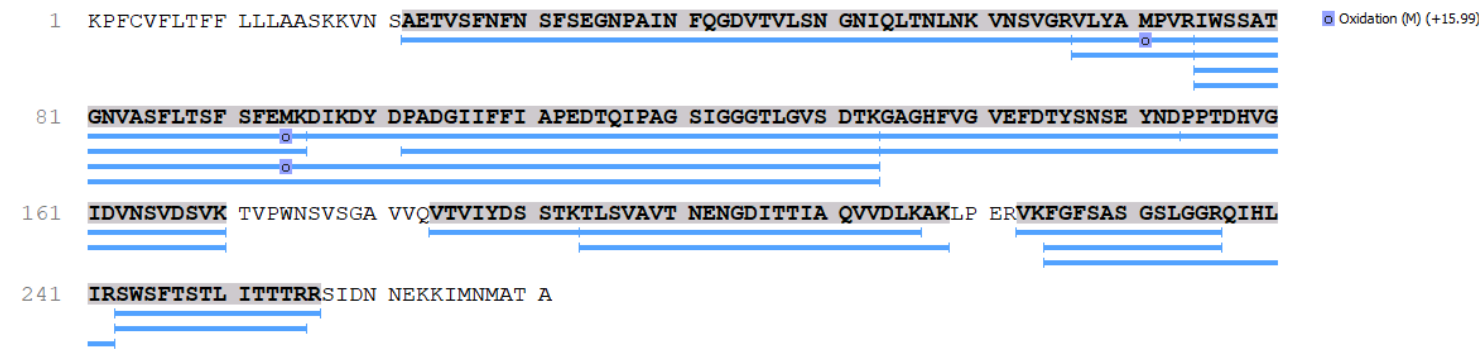 1 KPFCVFLTFF LLLAASKKVN SAETVSFNFN SFSEGNPAIN FQGDVTVLSN GNIQLTNLNK VNSVGRVLYA MPVRIWSSAT
o Oxidation (M) (+15.99)
o
81 GNVASFLTSF SFEMKDIKDY DPADGIIFFI APEDTQIPAG SIGGGTLGVS DTKGAGHFVG VEFDTYSNSE YNDPPTDHVG
o
o
161 IDVNSVDSVK TVPWNSVSGA VVQVTVIYDS STKTLSVAVT NENGDITTIA QVVDLKAKLP ERVKFGFSAS GSLGGRQIHL
241 IRSWSFTSTL ITTTRRSIDN NEKKIMNMAT A